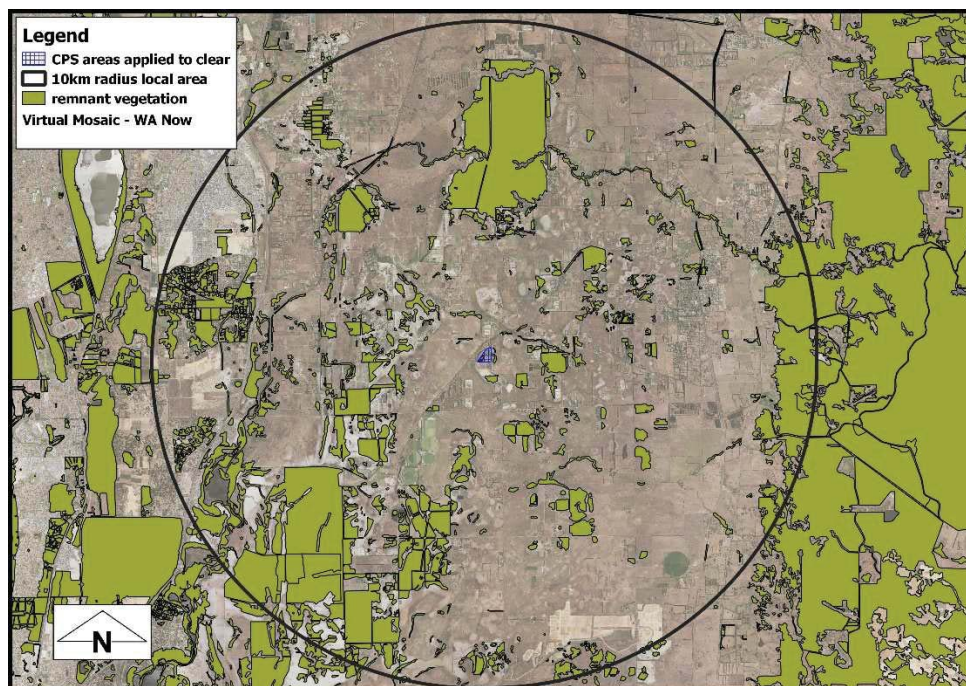 Legend
CPS areas applied to clear
10km radius local area
remnant vegetation
Virtual Mosaic - WA Now
N